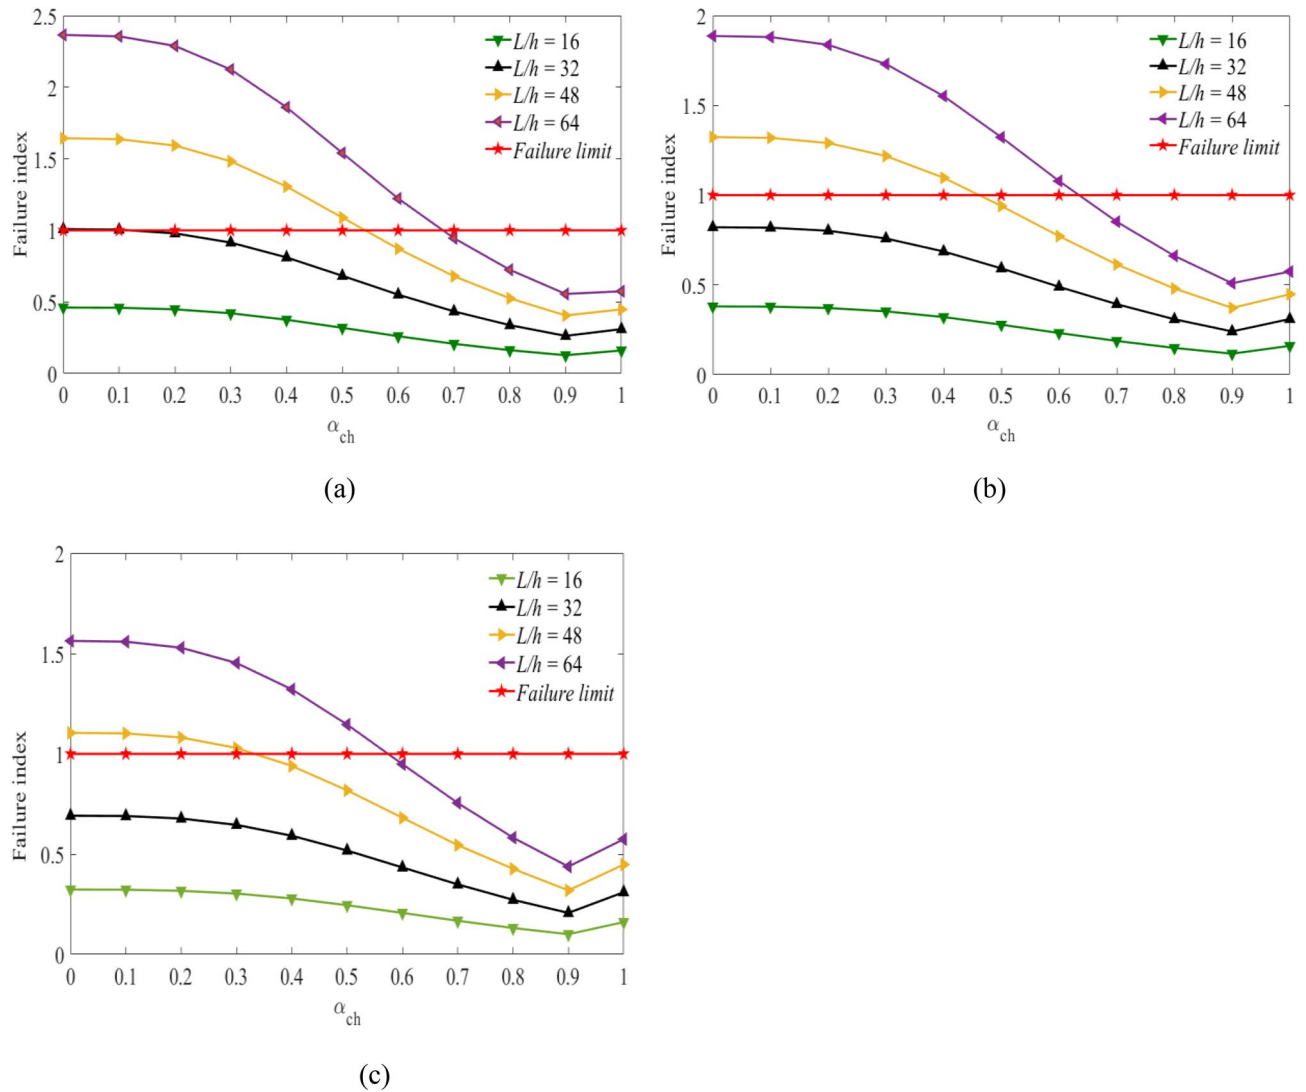 2.5
2
1.5
1
0.5
0
Failure index
L/h = 16
L/h = 32
L/h = 48
L/h = 64
Failure limit
0 0.1 0.2 0.3 0.4 0.5 0.6 0.7 0.8 0.9 1
αch
(a)
2
1.5
1
0.5
0
Failure index
L/h = 16
L/h = 32
L/h = 48
L/h = 64
Failure limit
0 0.1 0.2 0.3 0.4 0.5 0.6 0.7 0.8 0.9 1
αch
(b)
2
1.5
1
0.5
0
Failure index
L/h = 16
L/h = 32
L/h = 48
L/h = 64
Failure limit
0 0.1 0.2 0.3 0.4 0.5 0.6 0.7 0.8 0.9 1
αch
(c)